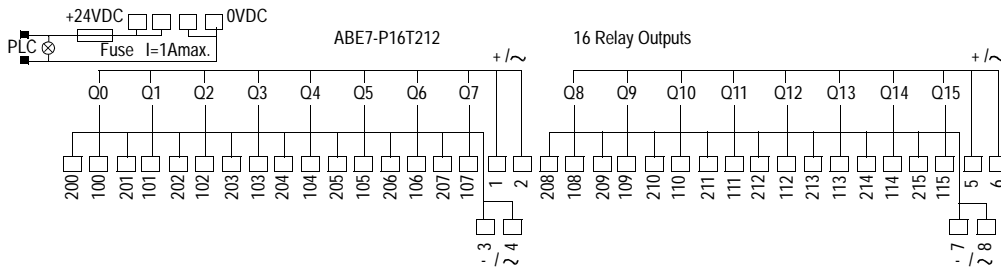 +24VDC 0VDC
PLC Fuse I=1Amax.
ABE7-P16T212 16 Relay Outputs
+ /~ + /~
Q0 Q1 Q2 Q3 Q4 Q5 Q6 Q7 Q8 Q9 Q10 Q11 Q12 Q13 Q14 Q15
200 100 201 101 202 102 203 103 204 104 205 105 206 106 207 107 1 2 208 108 209 109 210 110 211 111 212 112 213 113 214 114 215 115 5 6
3 4 7 8
- /~ - /~